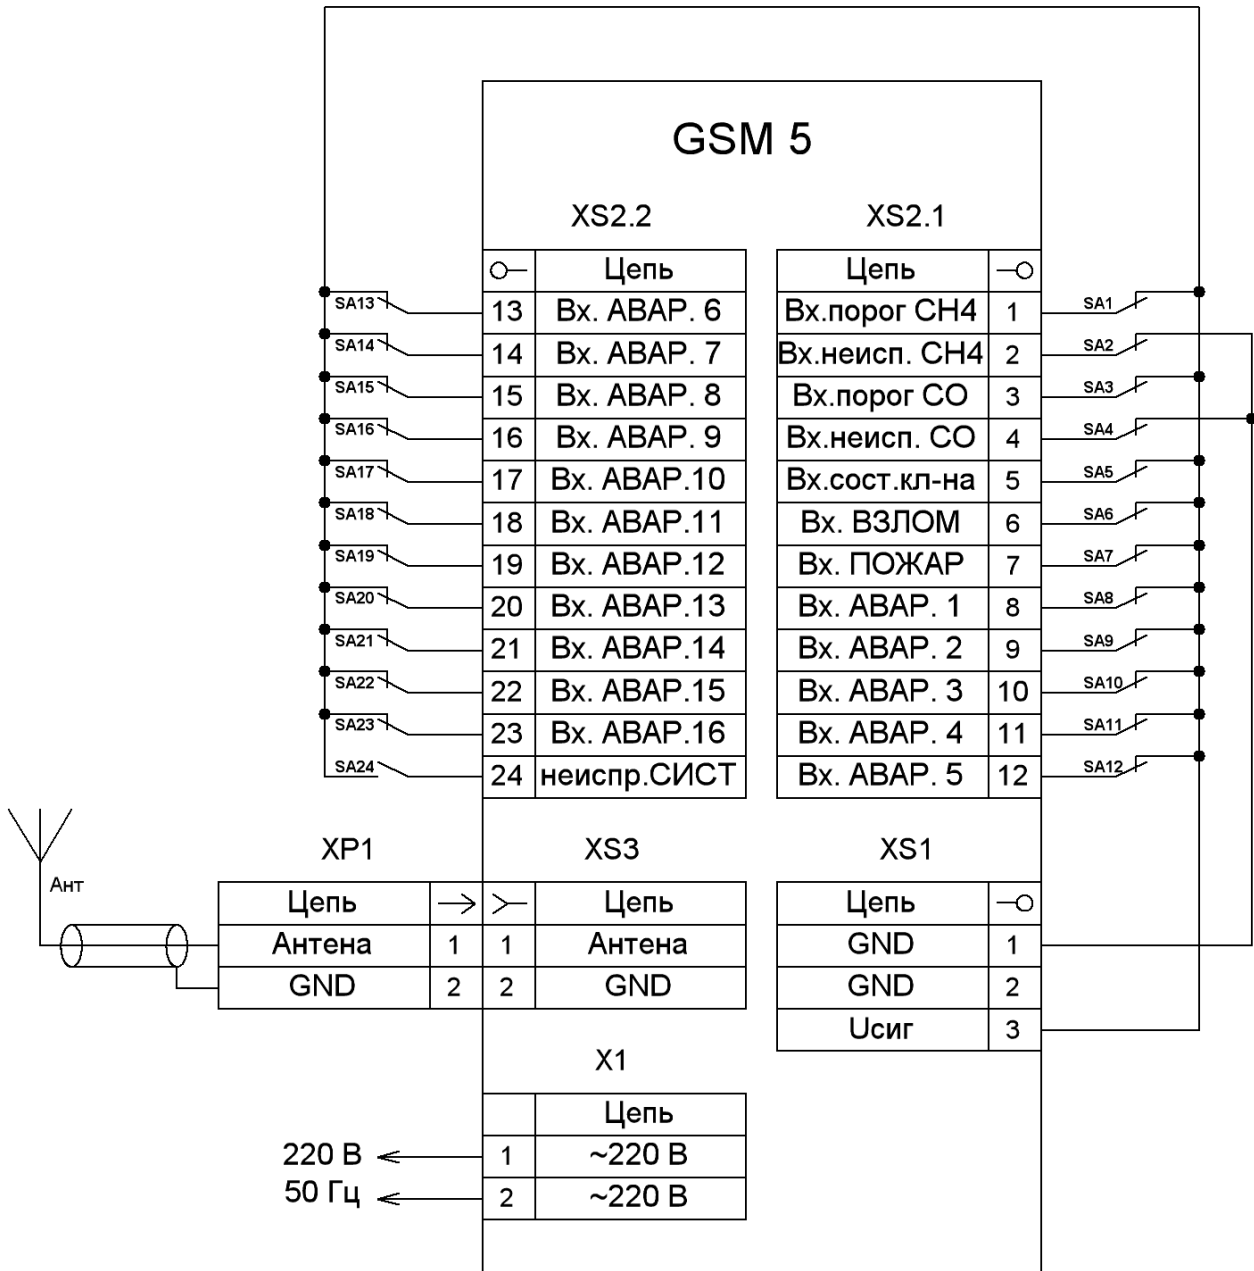 GSM 5
XS2.2
XS2.1
Цепь
Цепь
SA13 13 Вх. АВАР. 6
Вх.порог СН4 1 SA1
SA14 14 Вх. АВАР. 7
Вх.неисп. СН4 2 SA2
SA15 15 Вх. АВАР. 8
Вх.порог СО 3 SA3
SA16 16 Вх. АВАР. 9
Вх.неисп. СО 4 SA4
SA17 17 Вх. АВАР.10
Вх.сост.кл-на 5 SA5
SA18 18 Вх. АВАР.11
Вх. ВЗЛОМ 6 SA6
SA19 19 Вх. АВАР.12
Вх. ПОЖАР 7 SA7
SA20 20 Вх. АВАР.13
Вх. АВАР. 1 8 SA8
SA21 21 Вх. АВАР.14
Вх. АВАР. 2 9 SA9
SA22 22 Вх. АВАР.15
Вх. АВАР. 3 10 SA10
SA23 23 Вх. АВАР.16
Вх. АВАР. 4 11 SA11
SA24 24 неиспр.СИСТ
Вх. АВАР. 5 12 SA12
Ант
XP1
XS3
XS1
Цепь
Цепь
Цепь
Антена 1
1 Антена
GND 1
GND 2
2 GND
GND 2
Uсиг 3
X1
Цепь
220 В
1 ~220 В
50 Гц
2 ~220 В